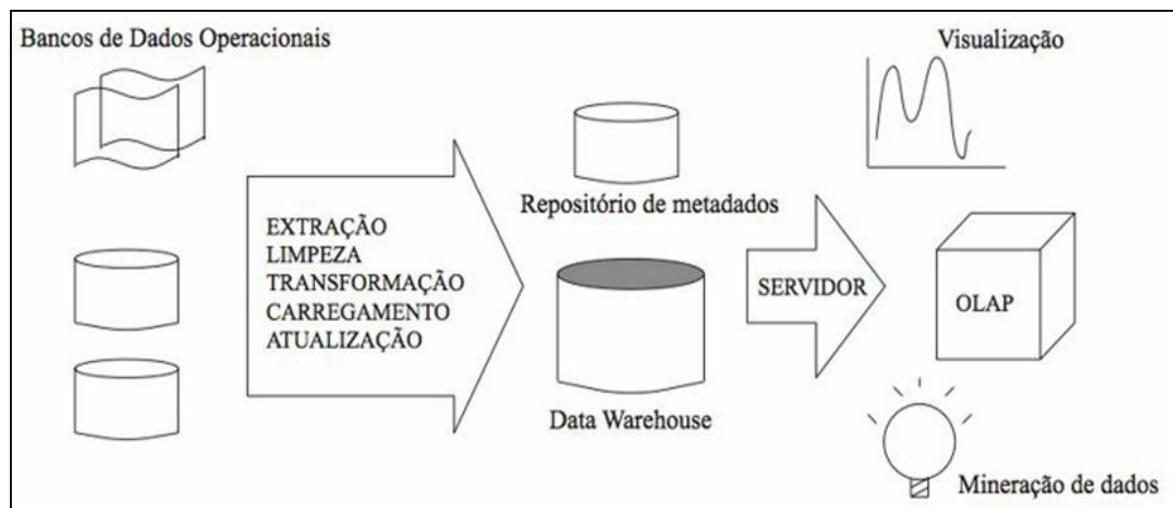 Bancos de Dados Operacionais
EXTRAÇÃO
LIMPEZA
TRANSFORMAÇÃO
CARREGAMENTO
ATUALIZAÇÃO
Repositório de metadados
Data Warehouse
SERVIDOR
Visualização
OLAP
Mineração de dados